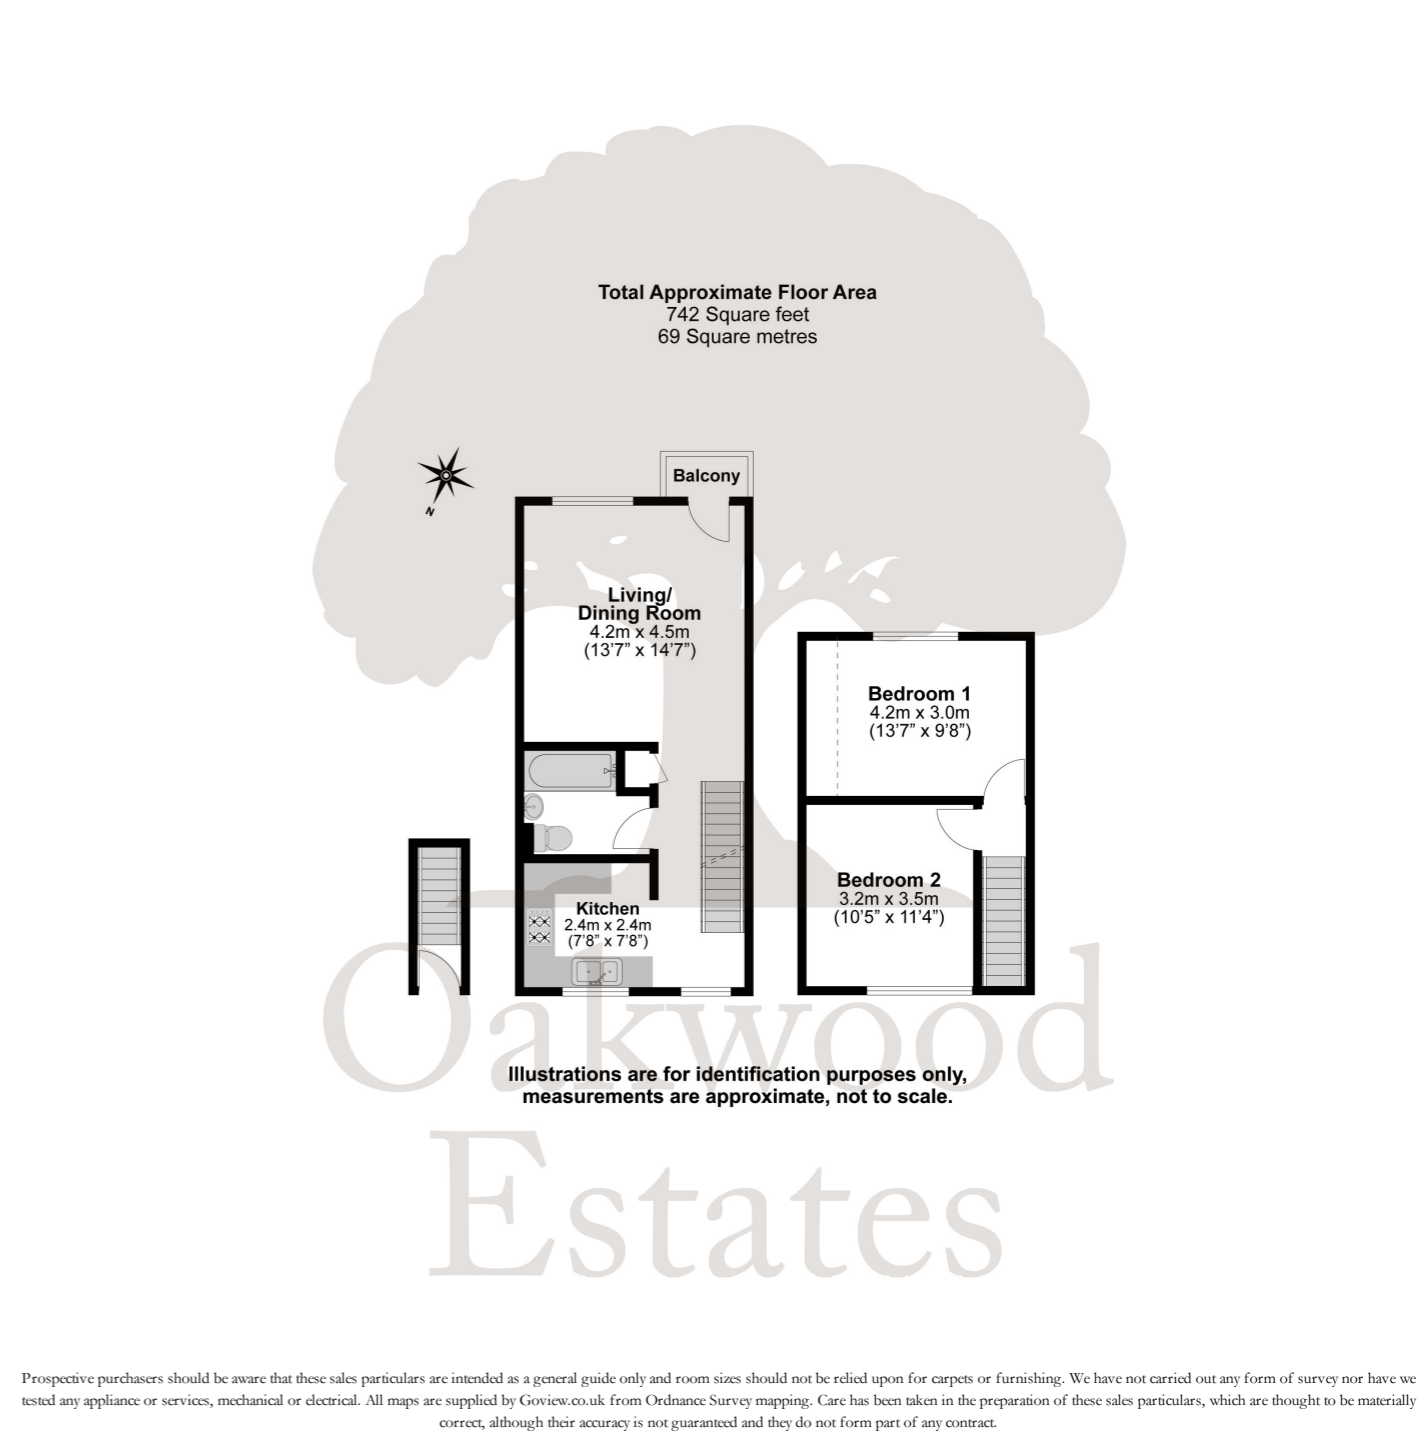 Total Approximate Floor Area
742 Square feet
69 Square metres
N
Balcony
Living/
Dining Room
4.2m x 4.5m
(13’7” x 14’7”)
Bedroom 1
4.2m x 3.0m
(13’7” x 9’8”)
Bedroom 2
3.2m x 3.5m
(10’5” x 11’4”)
Kitchen
2.4m x 2.4m
(7’8” x 7’8”)
Oakwood
Illustrations are for identification purposes only,
measurements are approximate, not to scale.
Estates
Prospective purchasers should be aware that these sales particulars are intended as a general guide only and room sizes should not be relied upon for carpets or furnishing. We have not carried out any form of survey nor have we
tested any appliance or services, mechanical or electrical. All maps are supplied by Goview.co.uk from Ordnance Survey mapping. Care has been taken in the preparation of these sales particulars, which are thought to be materially
correct, although their accuracy is not guaranteed and they do not form part of any contract.